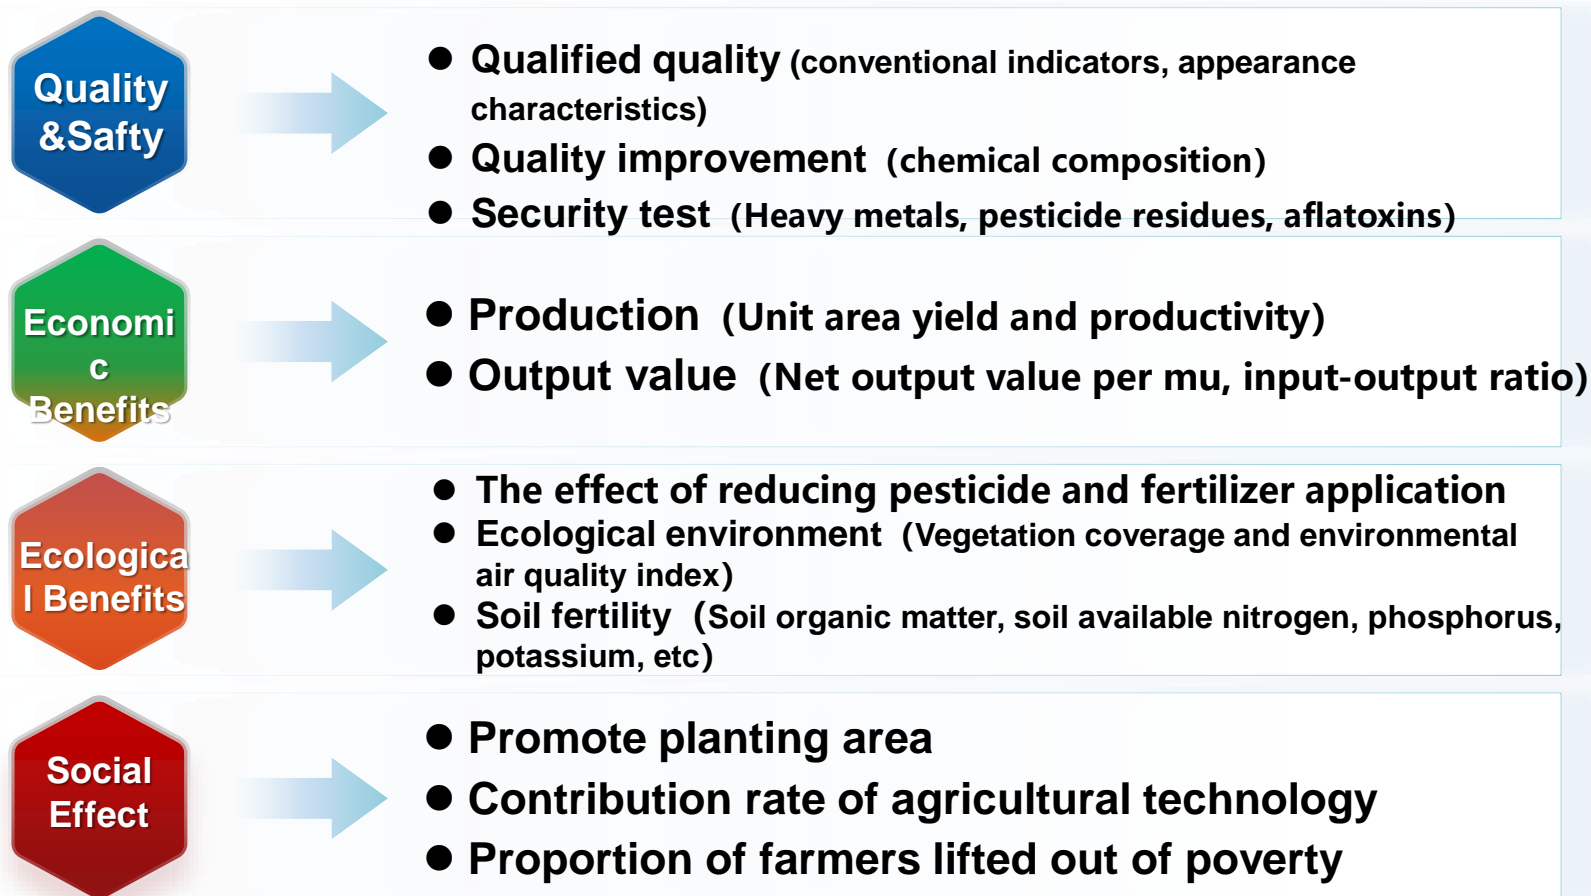 Quality
&Safty
● Qualified quality (conventional indicators, appearance
characteristics)
● Quality improvement（chemical composition）
● Security test（Heavy metals, pesticide residues, aflatoxins）
Economi
c
Benefits
● Production（Unit area yield and productivity）
● Output value（Net output value per mu, input-output ratio）
Ecologica
l Benefits
● The effect of reducing pesticide and fertilizer application
● Ecological environment（Vegetation coverage and environmental
air quality index）
● Soil fertility（Soil organic matter, soil available nitrogen, phosphorus,
potassium, etc）
Social
Effect
● Promote planting area
● Contribution rate of agricultural technology
● Proportion of farmers lifted out of poverty